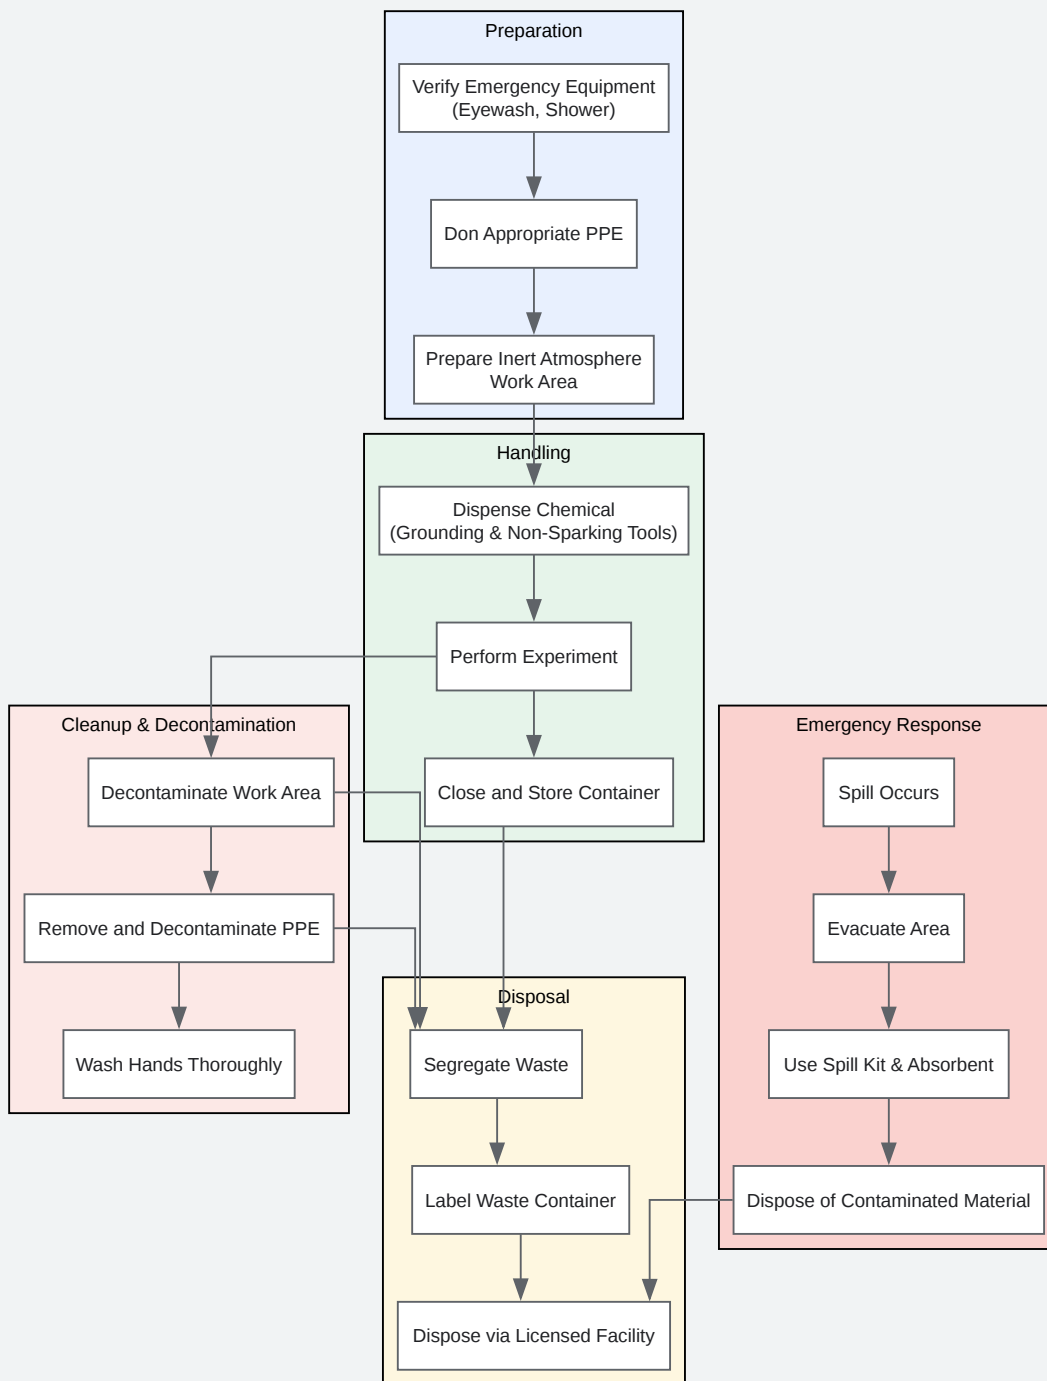 Preparation
Verify Emergency Equipment
(Eyewash, Shower)
Don Appropriate PPE
Prepare Inert Atmosphere
Work Area
Handling
Dispense Chemical
(Grounding & Non-Sparking Tools)
Perform Experiment
Close and Store Container
Cleanup & Decontamination
Decontaminate Work Area
Remove and Decontaminate PPE
Wash Hands Thoroughly
Disposal
Segregate Waste
Label Waste Container
Dispose via Licensed Facility
Emergency Response
Spill Occurs
Evacuate Area
Use Spill Kit & Absorbent
Dispose of Contaminated Material